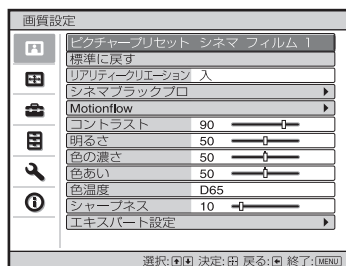 画質設定
ピクチャープリセット シネマ フィルム 1
標準に戻す
リアリティークリエーション 入
シネマブラックプロ
Motionflow
コントラスト 90
明るさ 50
色の濃さ 50
色あい 50
色温度 D65
シャープネス 10
エキスパート設定
選択: 決定: 戻る: 終了: MENU